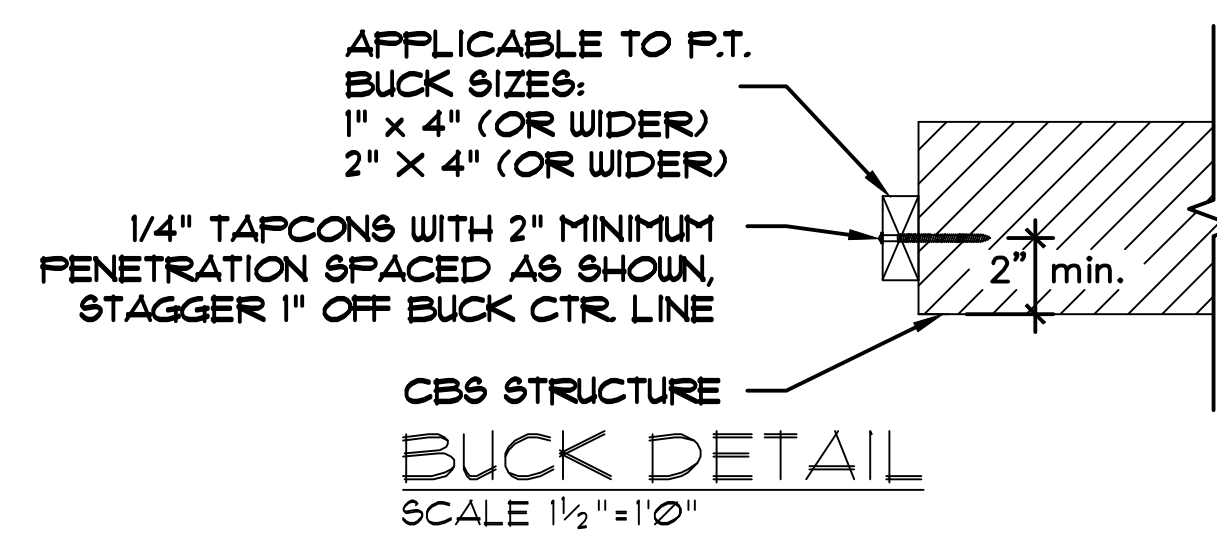 APPLICABLE TO P.T.
BUCK SIZES:
1" x 4" (OR WIDER)
2" X 4" (OR WIDER)
1/4" TAPCONS WITH 2" MINIMUM
PENETRATION SPACED AS SHOWN,
STAGGER 1" OFF BUCK CTR. LINE
2” min.
CBS STRUCTURE
BUCK DETAIL
SCALE 1½"=1'Ø"